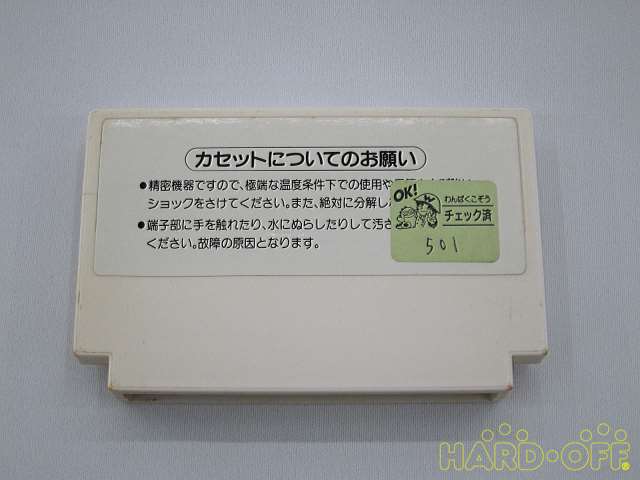 カセットについてのお願い
●精密機器ですので、極端な温度条件下での使用や
ショックをさけてください。また、絶対に分解し
●端子部に手を触れたり、水にぬらしたりして汚さ
ください。故障の原因となります。
OK!
わんぱくこぞう
チェック済
501
HARD・OFF